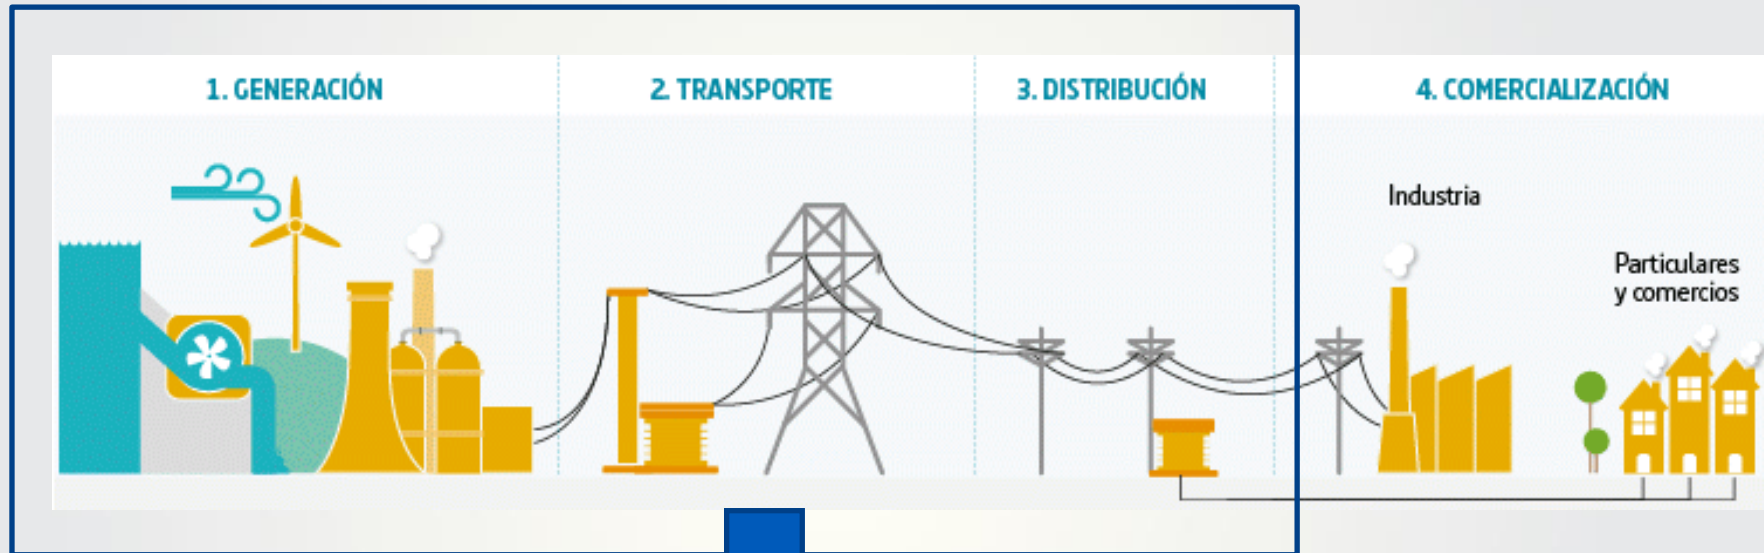 1. GENERACIÓN
2. TRANSPORTE
3. DISTRIBUCIÓN
4. COMERCIALIZACIÓN
Industria
Particulares
y comercios